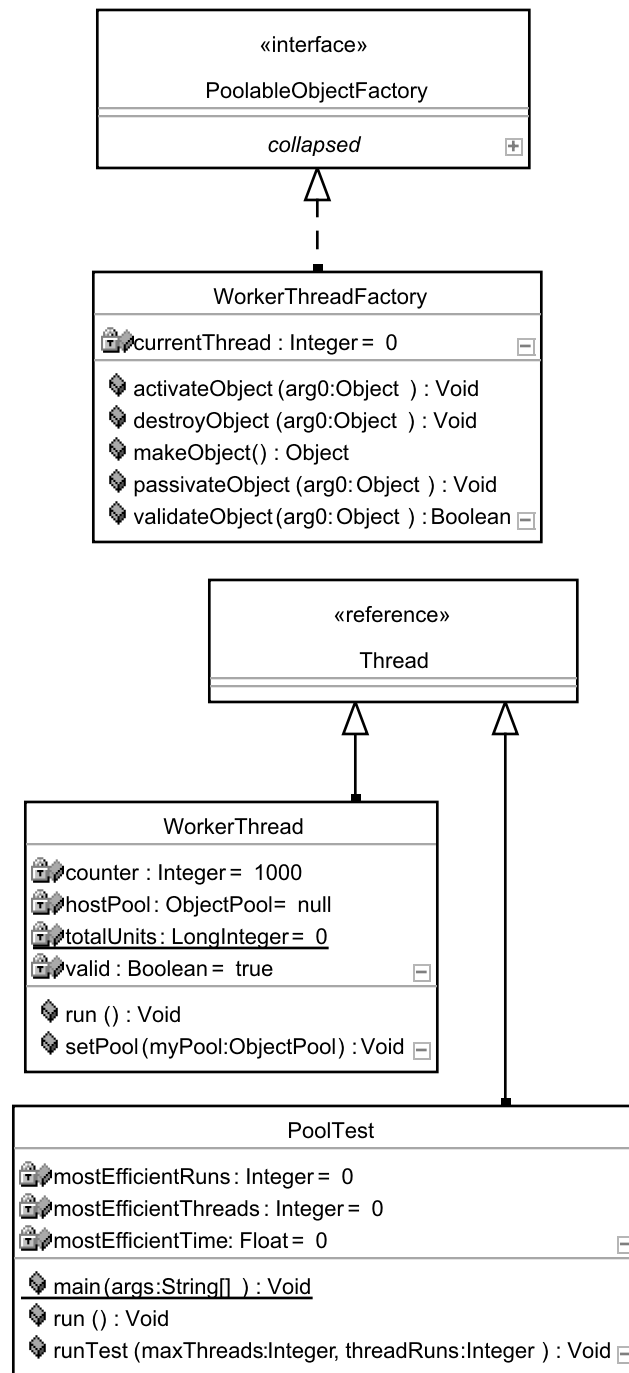 «interface»
PoolableObjectFactory
collapsed
WorkerThreadFactory
currentThread : Integer = 0
activateObject (arg0:Object ) : Void
destroyObject (arg0:Object ) : Void
makeObject() : Object
passivateObject (arg0: Object ) : Void
validateObject(arg0: Object ) : Boolean
«reference»
Thread
WorkerThread
counter : Integer = 1000
hostPool : ObjectPool= null
totalUnits : LongInteger = 0
valid : Boolean = true
run () : Void
setPool(myPool:ObjectPool) : Void
PoolTest
mostEfficientRuns : Integer = 0
mostEfficientThreads : Integer = 0
mostEfficientTime: Float = 0
main (args:String[] ) : Void
run () : Void
runTest (maxThreads:Integer, threadRuns:Integer ) : Void